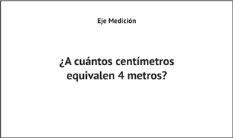 Eje Medición
¿A cuántos centímetros
equivalen 4 metros?